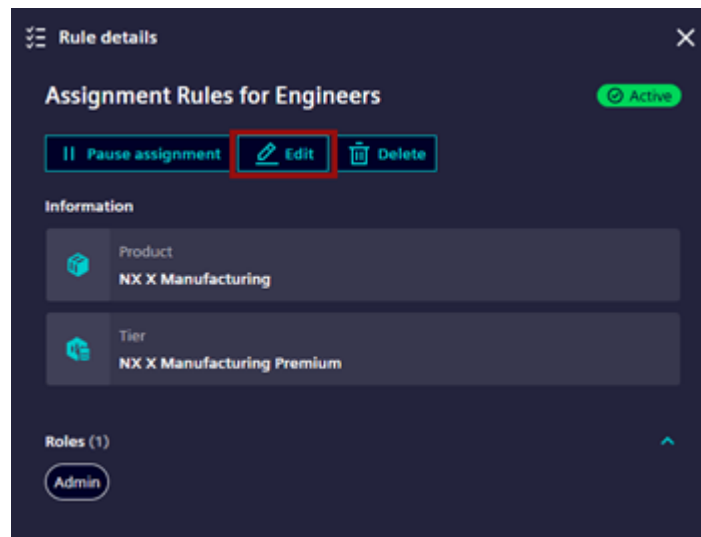 Rule details
Assignment Rules for Engineers
Active
Pause assignment
Edit
Delete
Information
Product
NX X Manufacturing
Tier
NX X Manufacturing Premium
Roles (1)
Admin